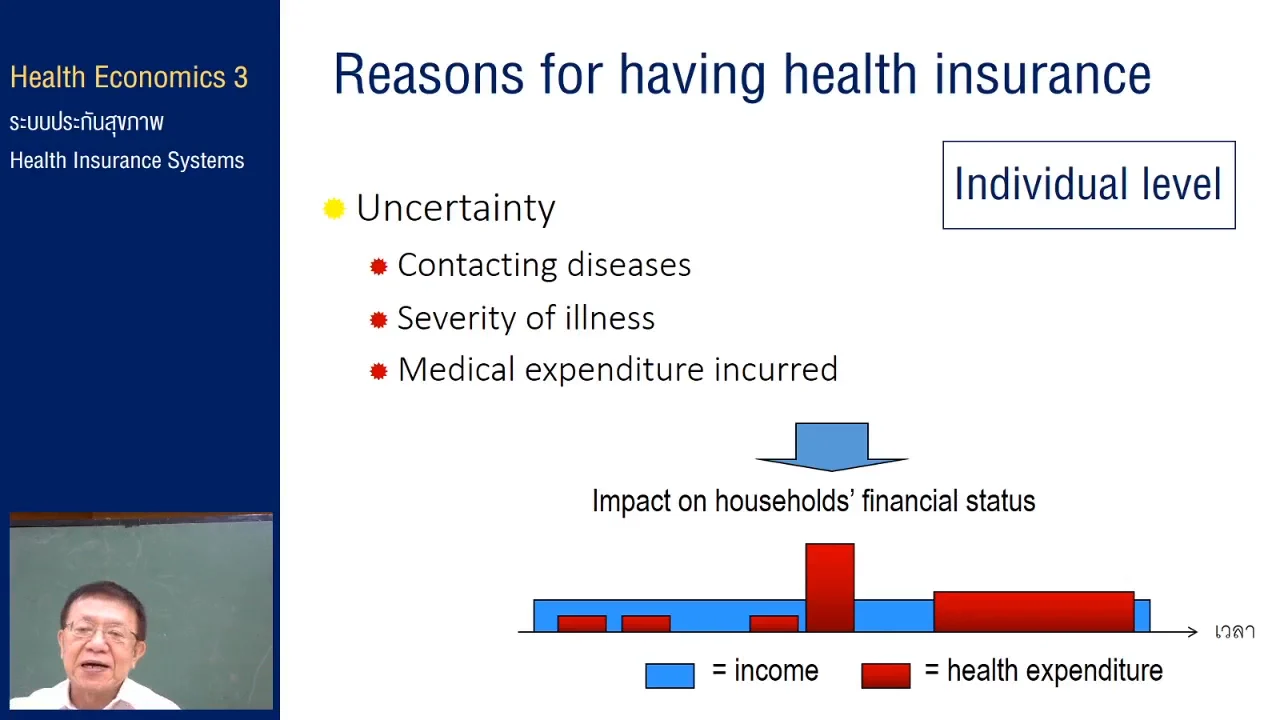 Health Economics 3
ระบบประกันสุขภาพ
Health Insurance Systems
Reasons for having health insurance
Individual level
Uncertainty
Contacting diseases
Severity of illness
Medical expenditure incurred
Impact on households’ financial status
เวลา
= income
= health expenditure